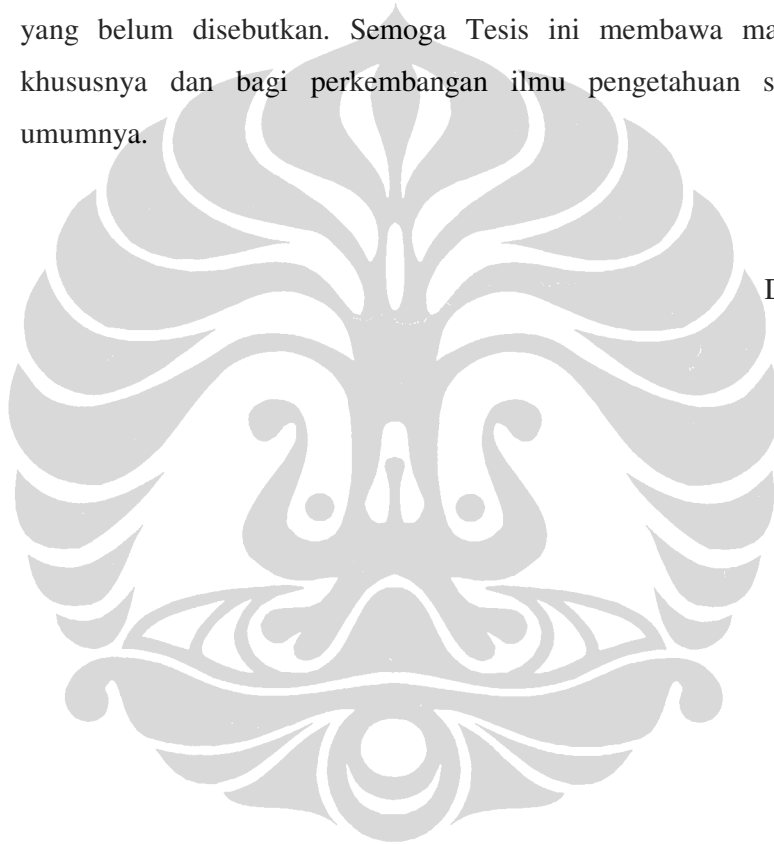 yang belum disebutkan. Semoga Tesis ini membawa ma
khususnya dan bagi perkembangan ilmu pengetahuan s
umumnya.
D